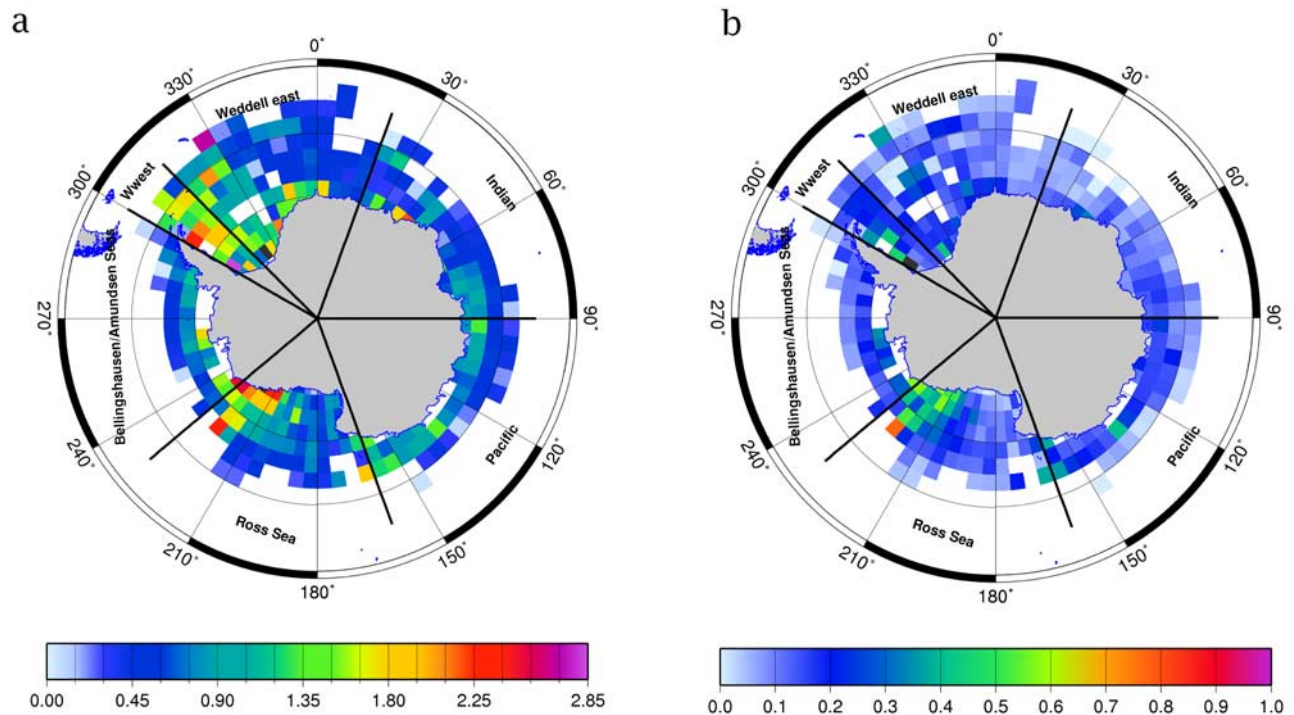 a
0°
30°
60°
90°
120°
150°
180°
210°
240°
270°
300°
330°
Weddell east
Indian
Pacific
Ross Sea
Bellingshausen/Amundsen Seas
Wwest
0.00 0.45 0.90 1.35 1.80 2.25 2.85
b
0°
30°
60°
90°
120°
150°
180°
210°
240°
270°
300°
330°
Weddell east
Indian
Pacific
Ross Sea
Bellingshausen/Amundsen Seas
Wwest
0.0 0.1 0.2 0.3 0.4 0.5 0.6 0.7 0.8 0.9 1.0